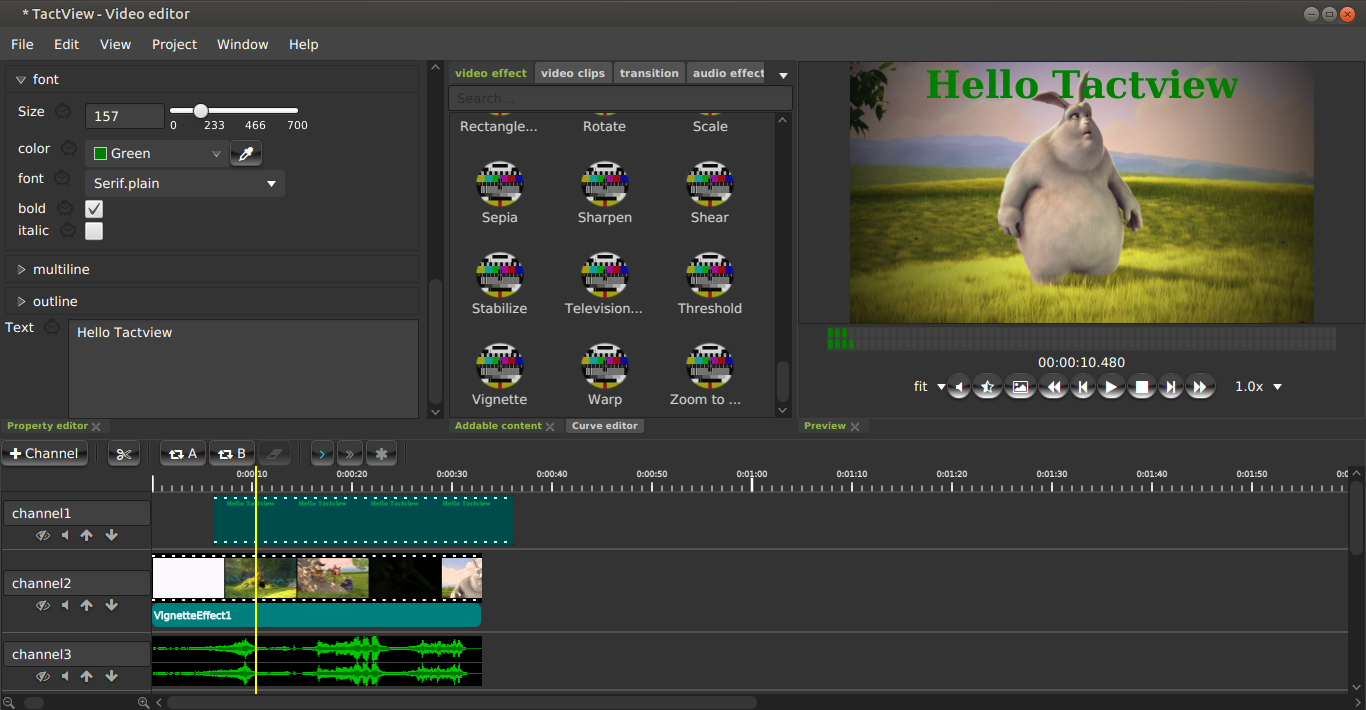 * TactView - Video editor
File Edit View Project Window Help
font
Size 157
0 233 466 700
color Green
font Serif.plain
bold
italic
multiline
outline
Text Hello Tactview
Property editor
video effect video clips transition audio effect
Search...
Rectangle... Rotate Scale
Sepia Sharpen Shear
Stabilize Television... Threshold
Vignette Warp Zoom to ...
Addable content Curve editor
Hello Tactview
00:00:10.480
fit 1.0x
Preview
+ Channel A B
0:00:10 0:00:20 0:00:30 0:00:40 0:00:50 0:01:00 0:01:10 0:01:20 0:01:30 0:01:40 0:01:50
channel1
Hello Tactview Hello Tactview Hello Tactview Hello Tactview
channel2
VignetteEffect1
channel3